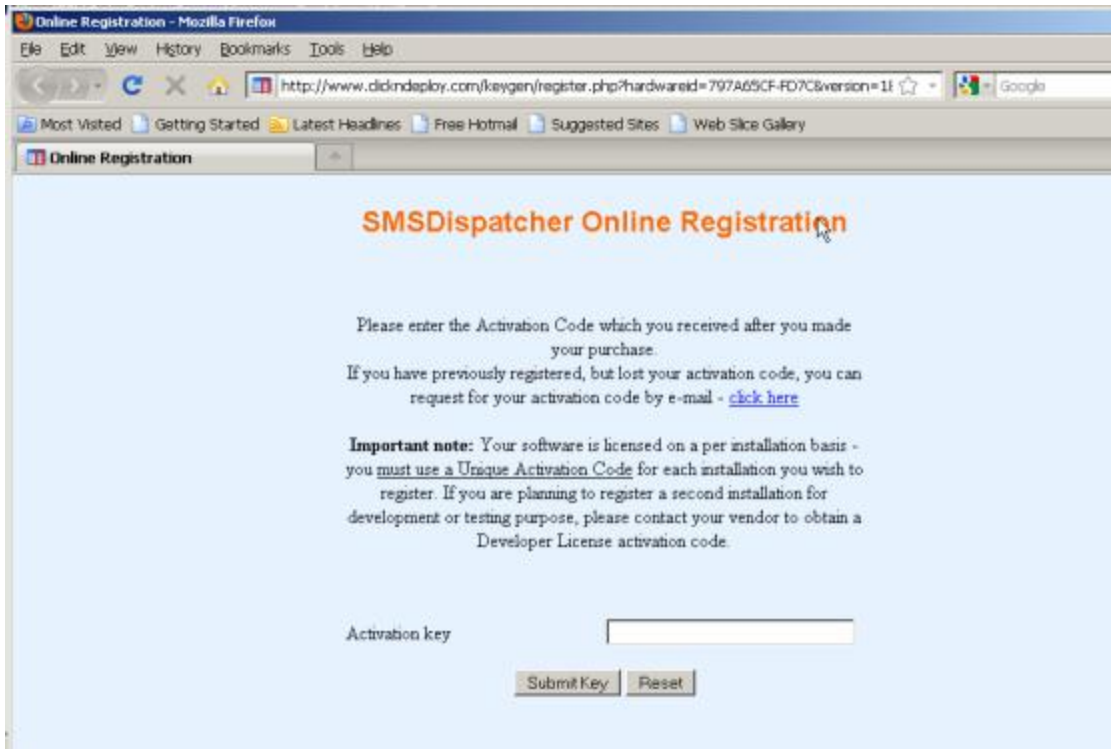 Online Registration - Mozilla Firefox
File Edit View History Bookmarks Tools Help
http://www.clickndeploy.com/keygen/register.php?hardwareid=797A65CF-FD7C&version=18 Google
Most Visited Getting Started Latest Headlines Free Hotmail Suggested Sites Web Slice Gallery
Online Registration
SMSDispatcher Online Registration
Please enter the Activation Code which you received after you made
your purchase.
If you have previously registered, but lost your activation code, you can
request for your activation code by e-mail - click here
Important note: Your software is licensed on a per installation basis -
you must use a Unique Activation Code for each installation you wish to
register. If you are planning to register a second installation for
development or testing purpose, please contact your vendor to obtain a
Developer License activation code.
Activation key
Submit Key Reset